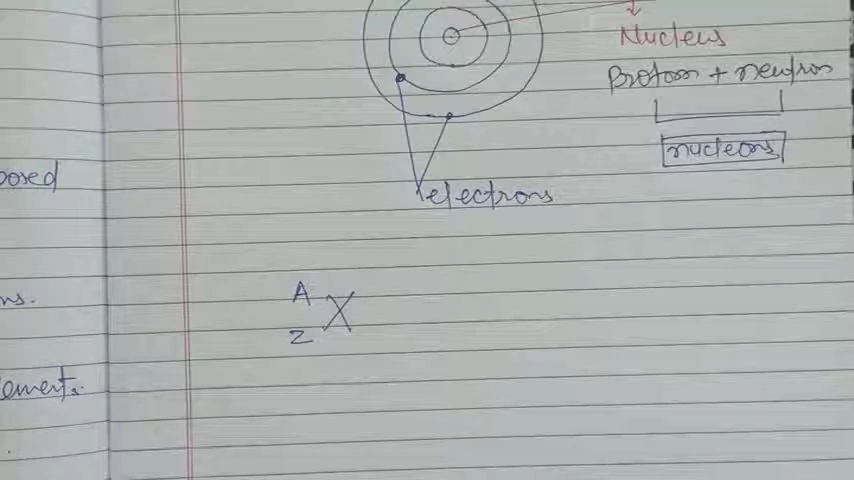 Nucleus
Proton + neutron
nucleons
electrons
posed
A
X
Z
ns.
ements.